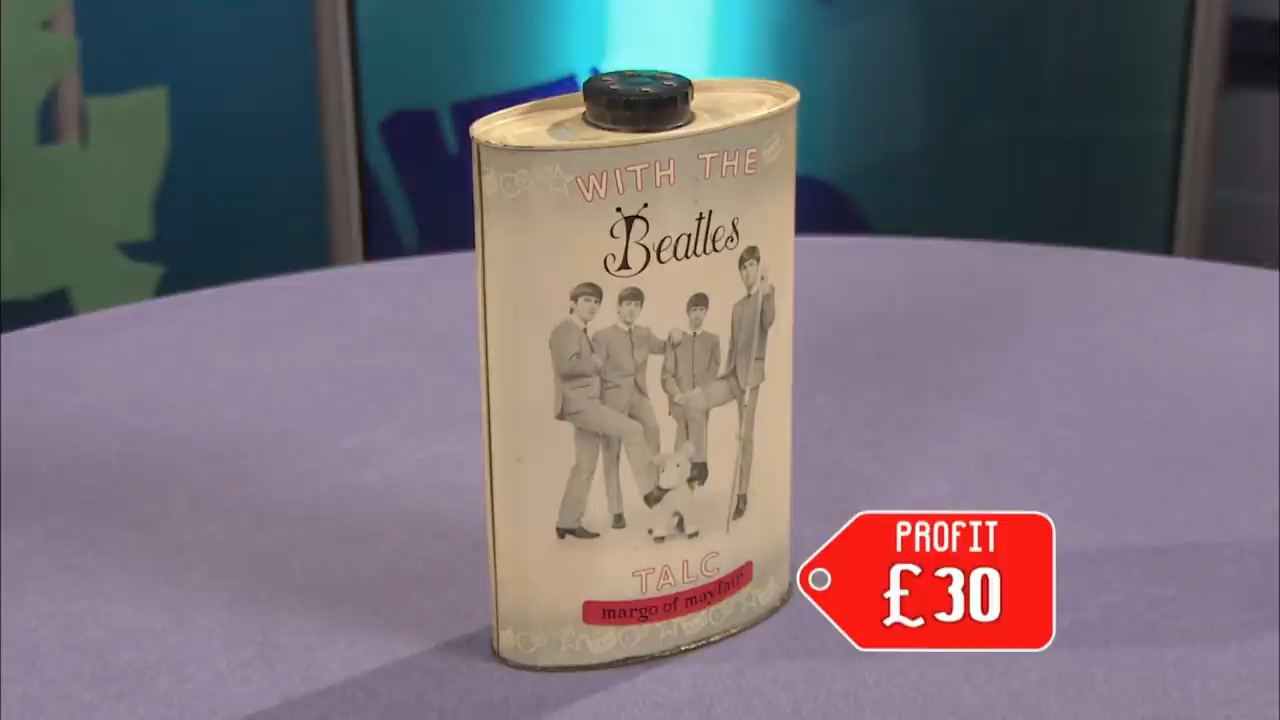 WITH THE
Beatles
TALC
margo of mayfair
PROFIT
£30